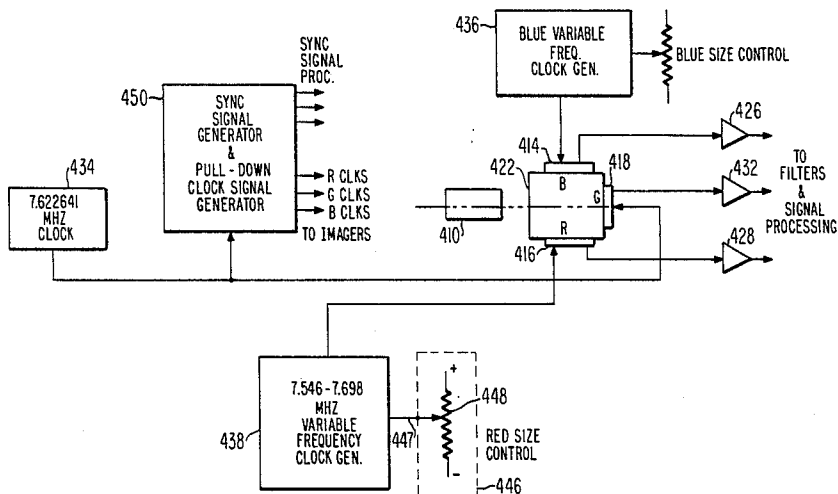 436
BLUE VARIABLE
FREQ.
CLOCK GEN.
BLUE SIZE CONTROL
SYNC
SIGNAL
PROC.
450
SYNC
SIGNAL
GENERATOR
&
PULL-DOWN
CLOCK SIGNAL
GENERATOR
R CLKS
G CLKS
B CLKS
TO IMAGERS
434
7.622641
MHZ
CLOCK
414
422
418
B
G
R
410
416
426
432
428
TO
FILTERS
&
SIGNAL
PROCESSING
438
7.546-7.698
MHZ
VARIABLE
FREQUENCY
CLOCK GEN.
447
+
448
-
RED SIZE
CONTROL
446